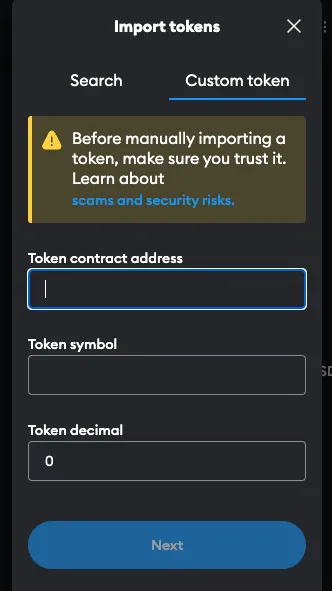 Import tokens
Search
Custom token
Before manually importing a
token, make sure you trust it.
Learn about
scams and security risks.
Token contract address
Token symbol
Token decimal
0
Next